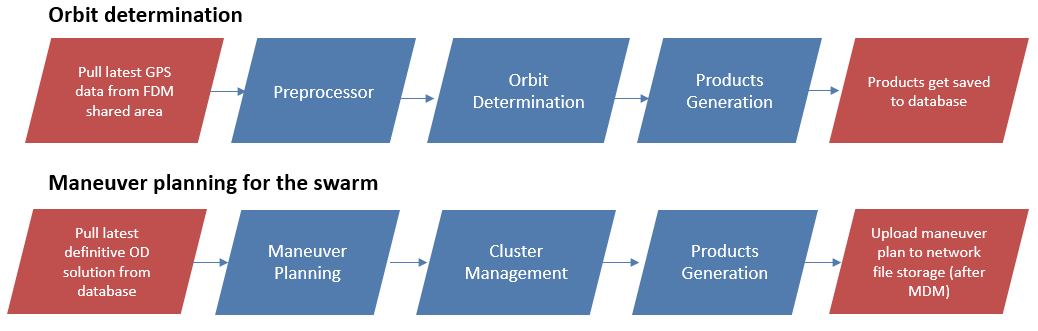 Orbit determination
Pull latest GPS
data from FDM
shared area
Preprocessor
Orbit
Determination
Products
Generation
Products get saved
to database
Maneuver planning for the swarm
Pull latest
definitive OD
solution from
database
Maneuver
Planning
Cluster
Management
Products
Generation
Upload maneuver
plan to network
file storage (after
MDM)